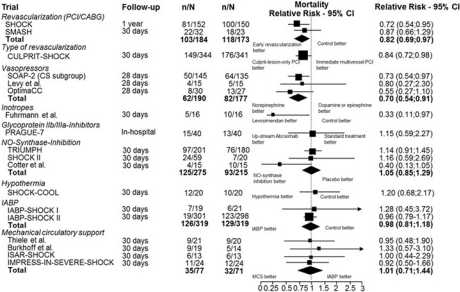 Trial Follow-up n/N n/N Mortality
Relative Risk - 95% CI Relative Risk - 95% CI
Revascularization (PCI/CABG)
SHOCK 1 year 81/152 100/150 0.72 (0.54;0.95)
SMASH 30 days 22/32 18/23 0.87 (0.66;1.29)
103/184 118/173 0.82 (0.69;0.97)
Early revascularization better Control better
Type of revascularization
CULPRIT-SHOCK 30 days 149/344 176/341 0.84 (0.72;0.98)
Culprit-lesion-only PCI better Immediate multivessel PCI better
Vasopressors
SOAP-2 (CS subgroup) 28 days 50/145 64/135 0.73 (0.54;0.97)
Levy et al. 28 days 4/15 5/15 0.80 (0.27;2.30)
OptimaCC 28 days 8/30 13/27 0.55 (0.27;1.10)
62/190 82/177 0.70 (0.54;0.91)
Norepinephrine better Dopamine or epinephrine better
Inotropes
Fuhrmann et al. 30 days 5/16 10/16 0.33 (0.11;0.97)
Levosimendan better Control better
Glycoprotein IIb/IIIa-Inhibitors
PRAGUE-7 In-hospital 15/40 13/40 1.15 (0.59;2.27)
Up-stream Abciximab better Standard treatment better
NO-Synthase-Inhibition
TRIUMPH 30 days 97/201 76/180 1.14 (0.91;1.45)
SHOCK II 30 days 24/59 7/20 1.16 (0.59;2.69)
Cotter et al. 30 days 4/15 10/15 0.40 (0.13;1.05)
125/275 93/215 1.05 (0.85;1.29)
NO-synthase inhibition better Placebo better
Hypothermia
SHOCK-COOL 30 days 12/20 10/20 1.20 (0.68;2.17)
Hypothermia better Control better
IABP
IABP-SHOCK I 30 days 7/19 6/21 1.28 (0.45;3.72)
IABP-SHOCK II 30 days 19/301 123/298 0.96 (0.79;1.17)
126/319 129/319 0.98 (0.81;1.18)
IABP better Control better
Mechanical circulatory support
Thiele et al. 30 days 9/21 9/20 0.95 (0.48;1.90)
Burkhoff et al. 30 days 9/19 5/14 1.33 (0.57;3.10)
ISAR-SHOCK 30 days 6/13 6/13 1.00 (0.44;2.29)
IMPRESS-IN-SEVERE-SHOCK 30 days 11/24 12/24 0.92 (0.50;1.66)
35/77 32/71 1.01 (0.71;1.44)
MCS better IABP better
0 0.25 0.5 0.75 1 1.5 2 2.5 3